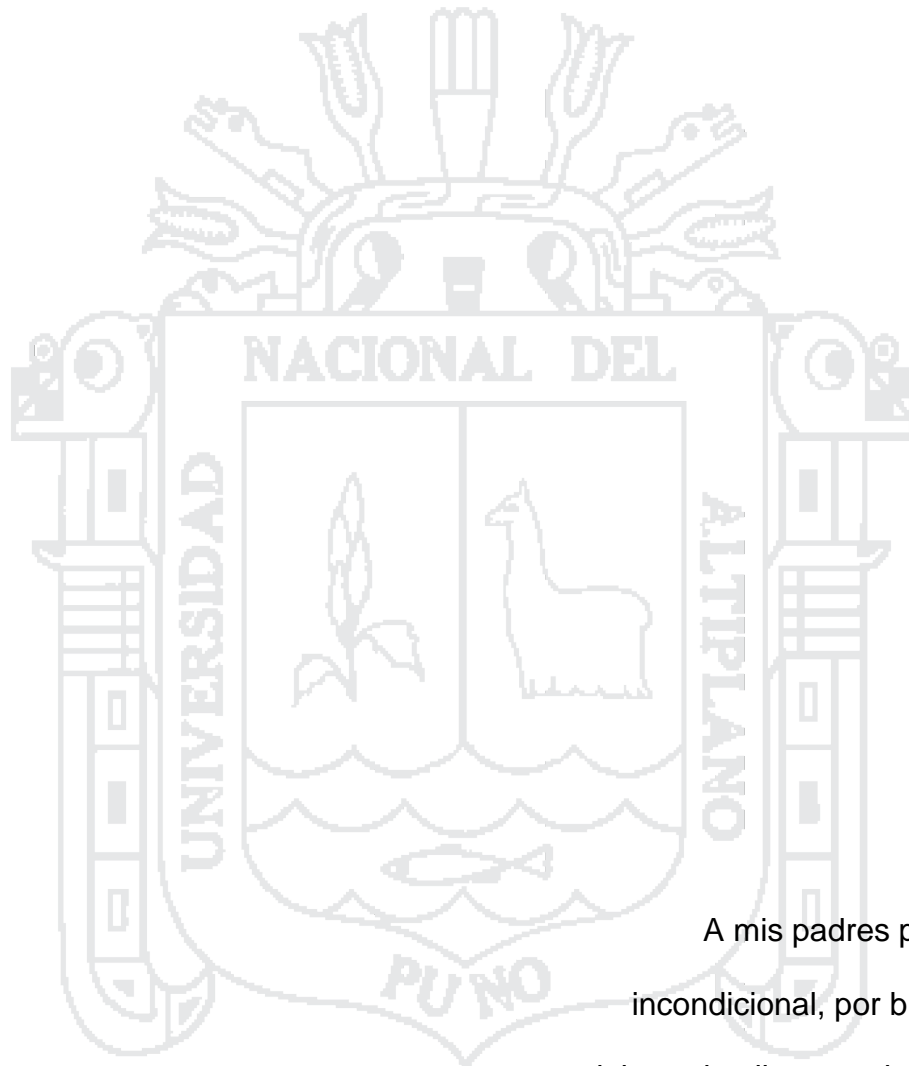 NACIONAL DEL
UNIVERSIDAD
ALTIPLANO
PUNO
A mis padres p
incondicional, por b